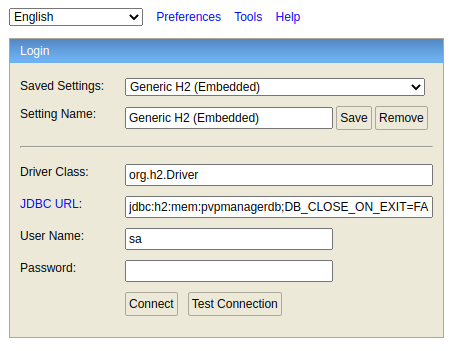 English Preferences Tools Help
Login
Saved Settings: Generic H2 (Embedded)
Setting Name: Generic H2 (Embedded) Save Remove
Driver Class: org.h2.Driver
JDBC URL: jdbc:h2:mem:pvpmanagerdb;DB_CLOSE_ON_EXIT=FA
User Name: sa
Password:
Connect Test Connection